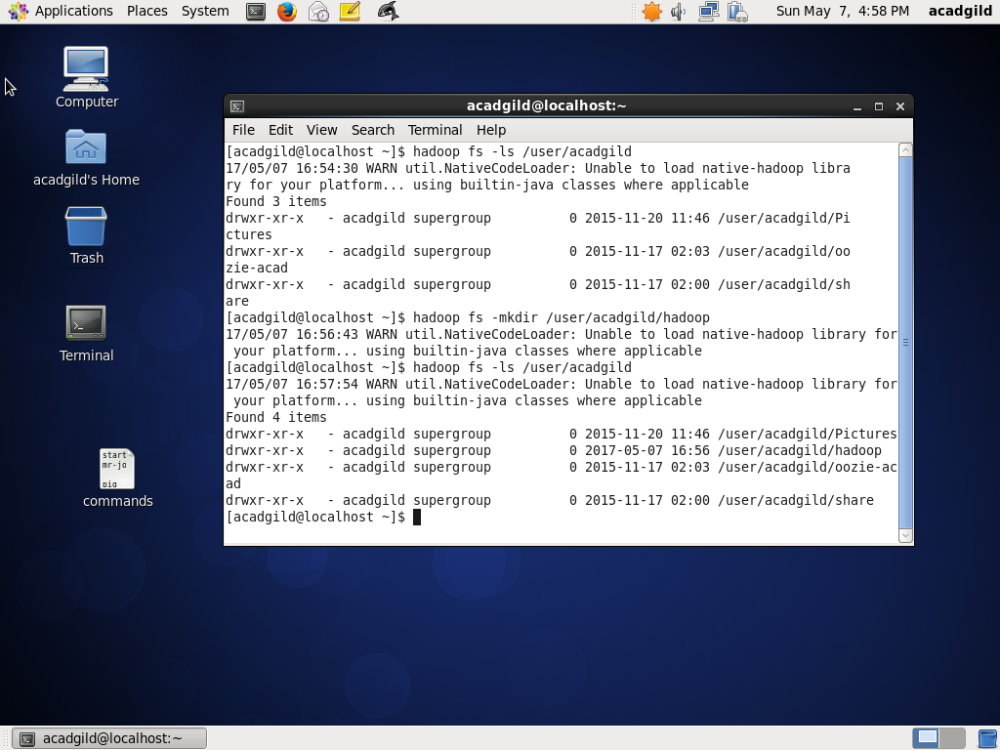 Applications Places System
Sun May 7, 4:58 PM acadgild
Computer
acadgild's Home
Trash
Terminal
start
mr-jo
pig
commands
acadgild@localhost:~
File Edit View Search Terminal Help
[acadgild@localhost ~]$ hadoop fs -ls /user/acadgild
17/05/07 16:54:30 WARN util.NativeCodeLoader: Unable to load native-hadoop libra
ry for your platform... using builtin-java classes where applicable
Found 3 items
drwxr-xr-x   - acadgild supergroup          0 2015-11-20 11:46 /user/acadgild/Pi
ctures
drwxr-xr-x   - acadgild supergroup          0 2015-11-17 02:03 /user/acadgild/oo
zie-acad
drwxr-xr-x   - acadgild supergroup          0 2015-11-17 02:00 /user/acadgild/sh
are
[acadgild@localhost ~]$ hadoop fs -mkdir /user/acadgild/hadoop
17/05/07 16:56:43 WARN util.NativeCodeLoader: Unable to load native-hadoop library for
 your platform... using builtin-java classes where applicable
[acadgild@localhost ~]$ hadoop fs -ls /user/acadgild
17/05/07 16:57:54 WARN util.NativeCodeLoader: Unable to load native-hadoop library for
 your platform... using builtin-java classes where applicable
Found 4 items
drwxr-xr-x   - acadgild supergroup          0 2015-11-20 11:46 /user/acadgild/Pictures
drwxr-xr-x   - acadgild supergroup          0 2017-05-07 16:56 /user/acadgild/hadoop
drwxr-xr-x   - acadgild supergroup          0 2015-11-17 02:03 /user/acadgild/oozie-ac
ad
drwxr-xr-x   - acadgild supergroup          0 2015-11-17 02:00 /user/acadgild/share
[acadgild@localhost ~]$
acadgild@localhost:~